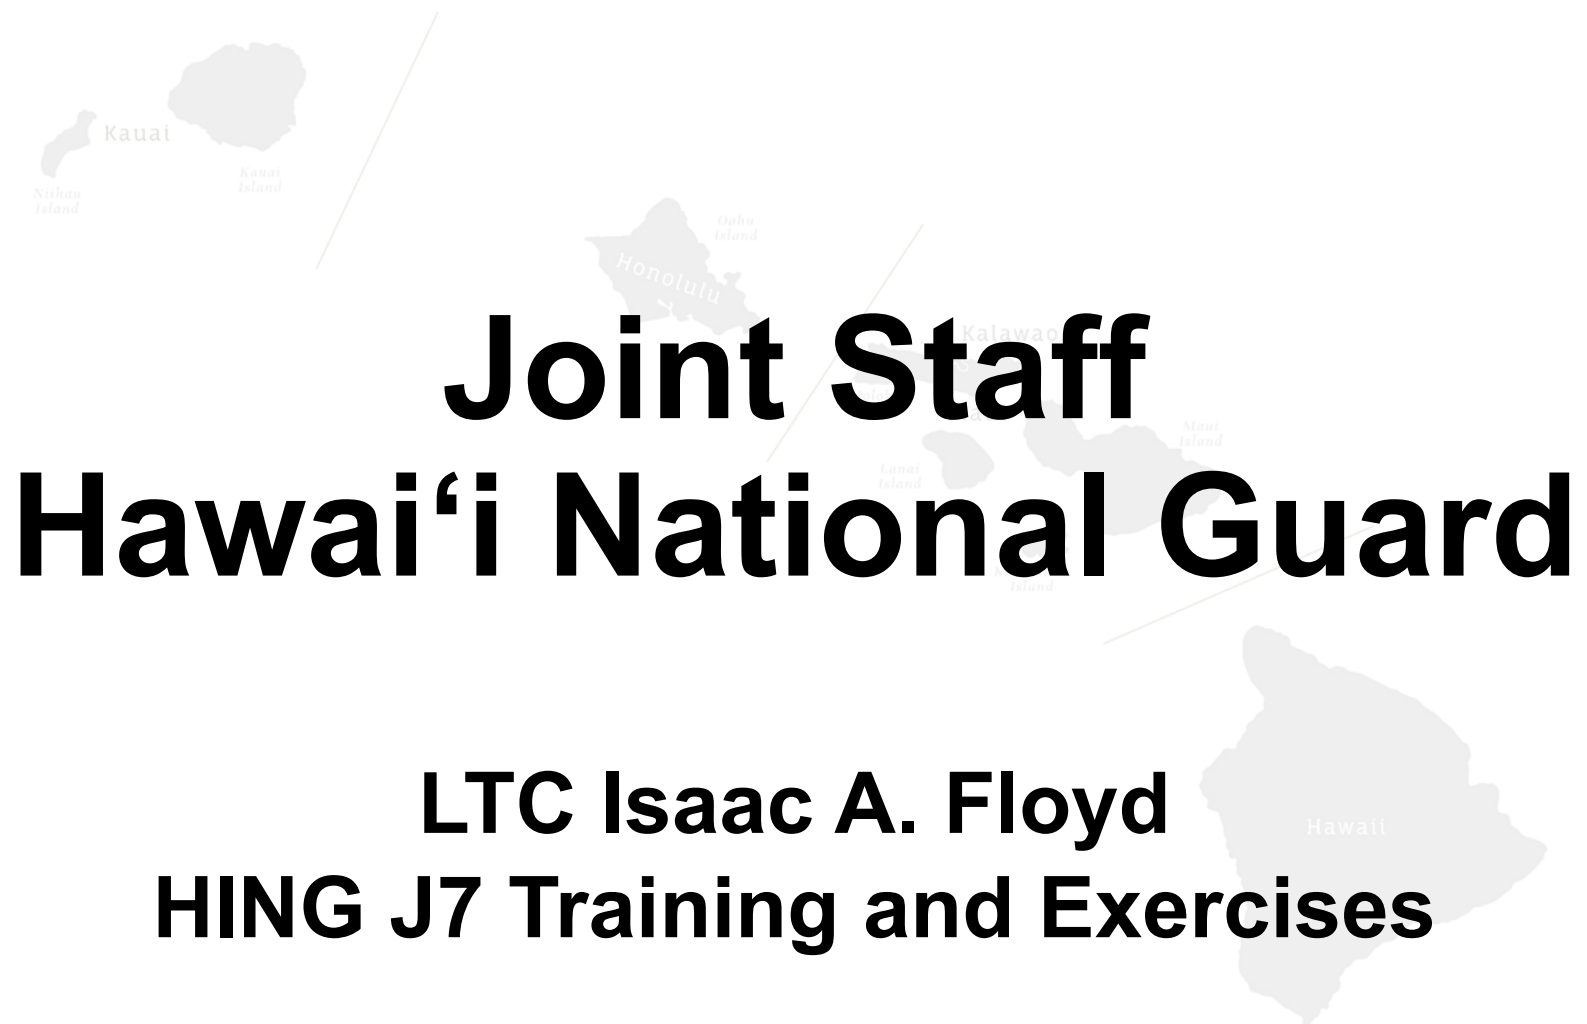 Kauai
Kauai
Island
Niihau
Island
Oahu
Island
Honolulu
Kalawao
Joint Staff
Maui
Island
Lanai
Island
Hawai‘i National Guard
Island
LTC Isaac A. Floyd
Hawaii
HING J7 Training and Exercises